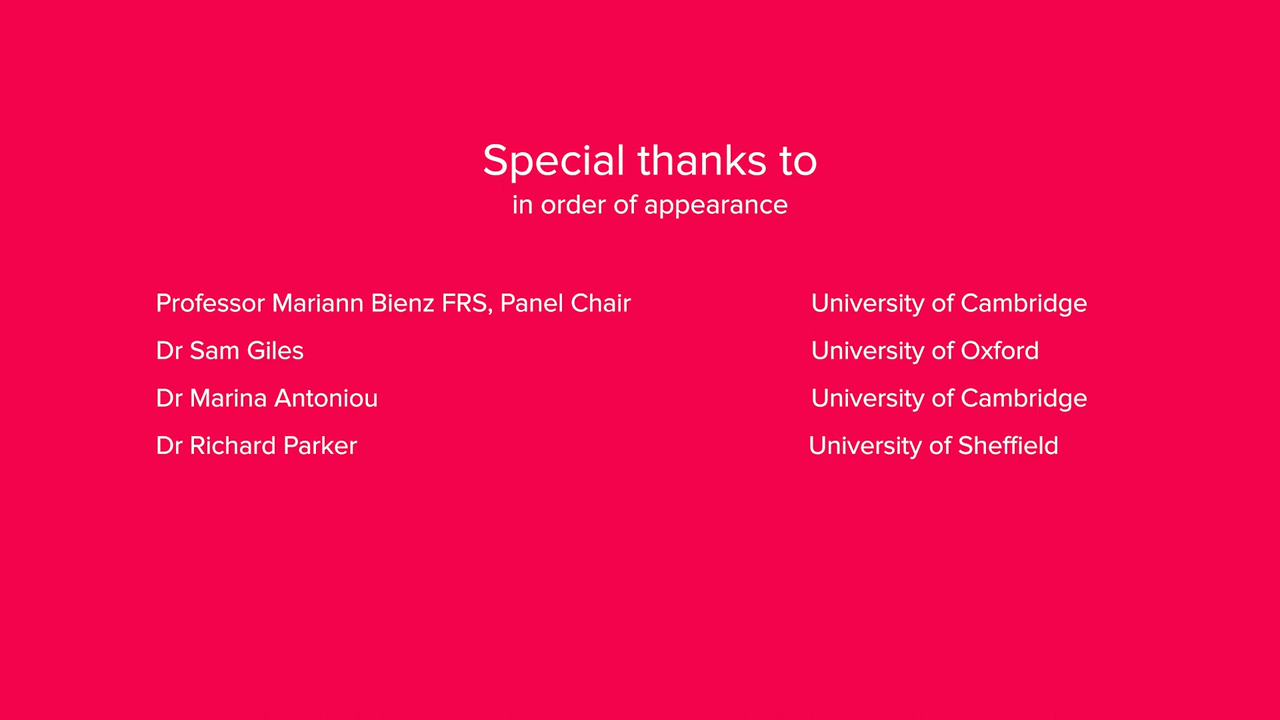 Special thanks to
in order of appearance
Professor Mariann Bienz FRS, Panel Chair University of Cambridge
Dr Sam Giles University of Oxford
Dr Marina Antoniou University of Cambridge
Dr Richard Parker University of Sheffield